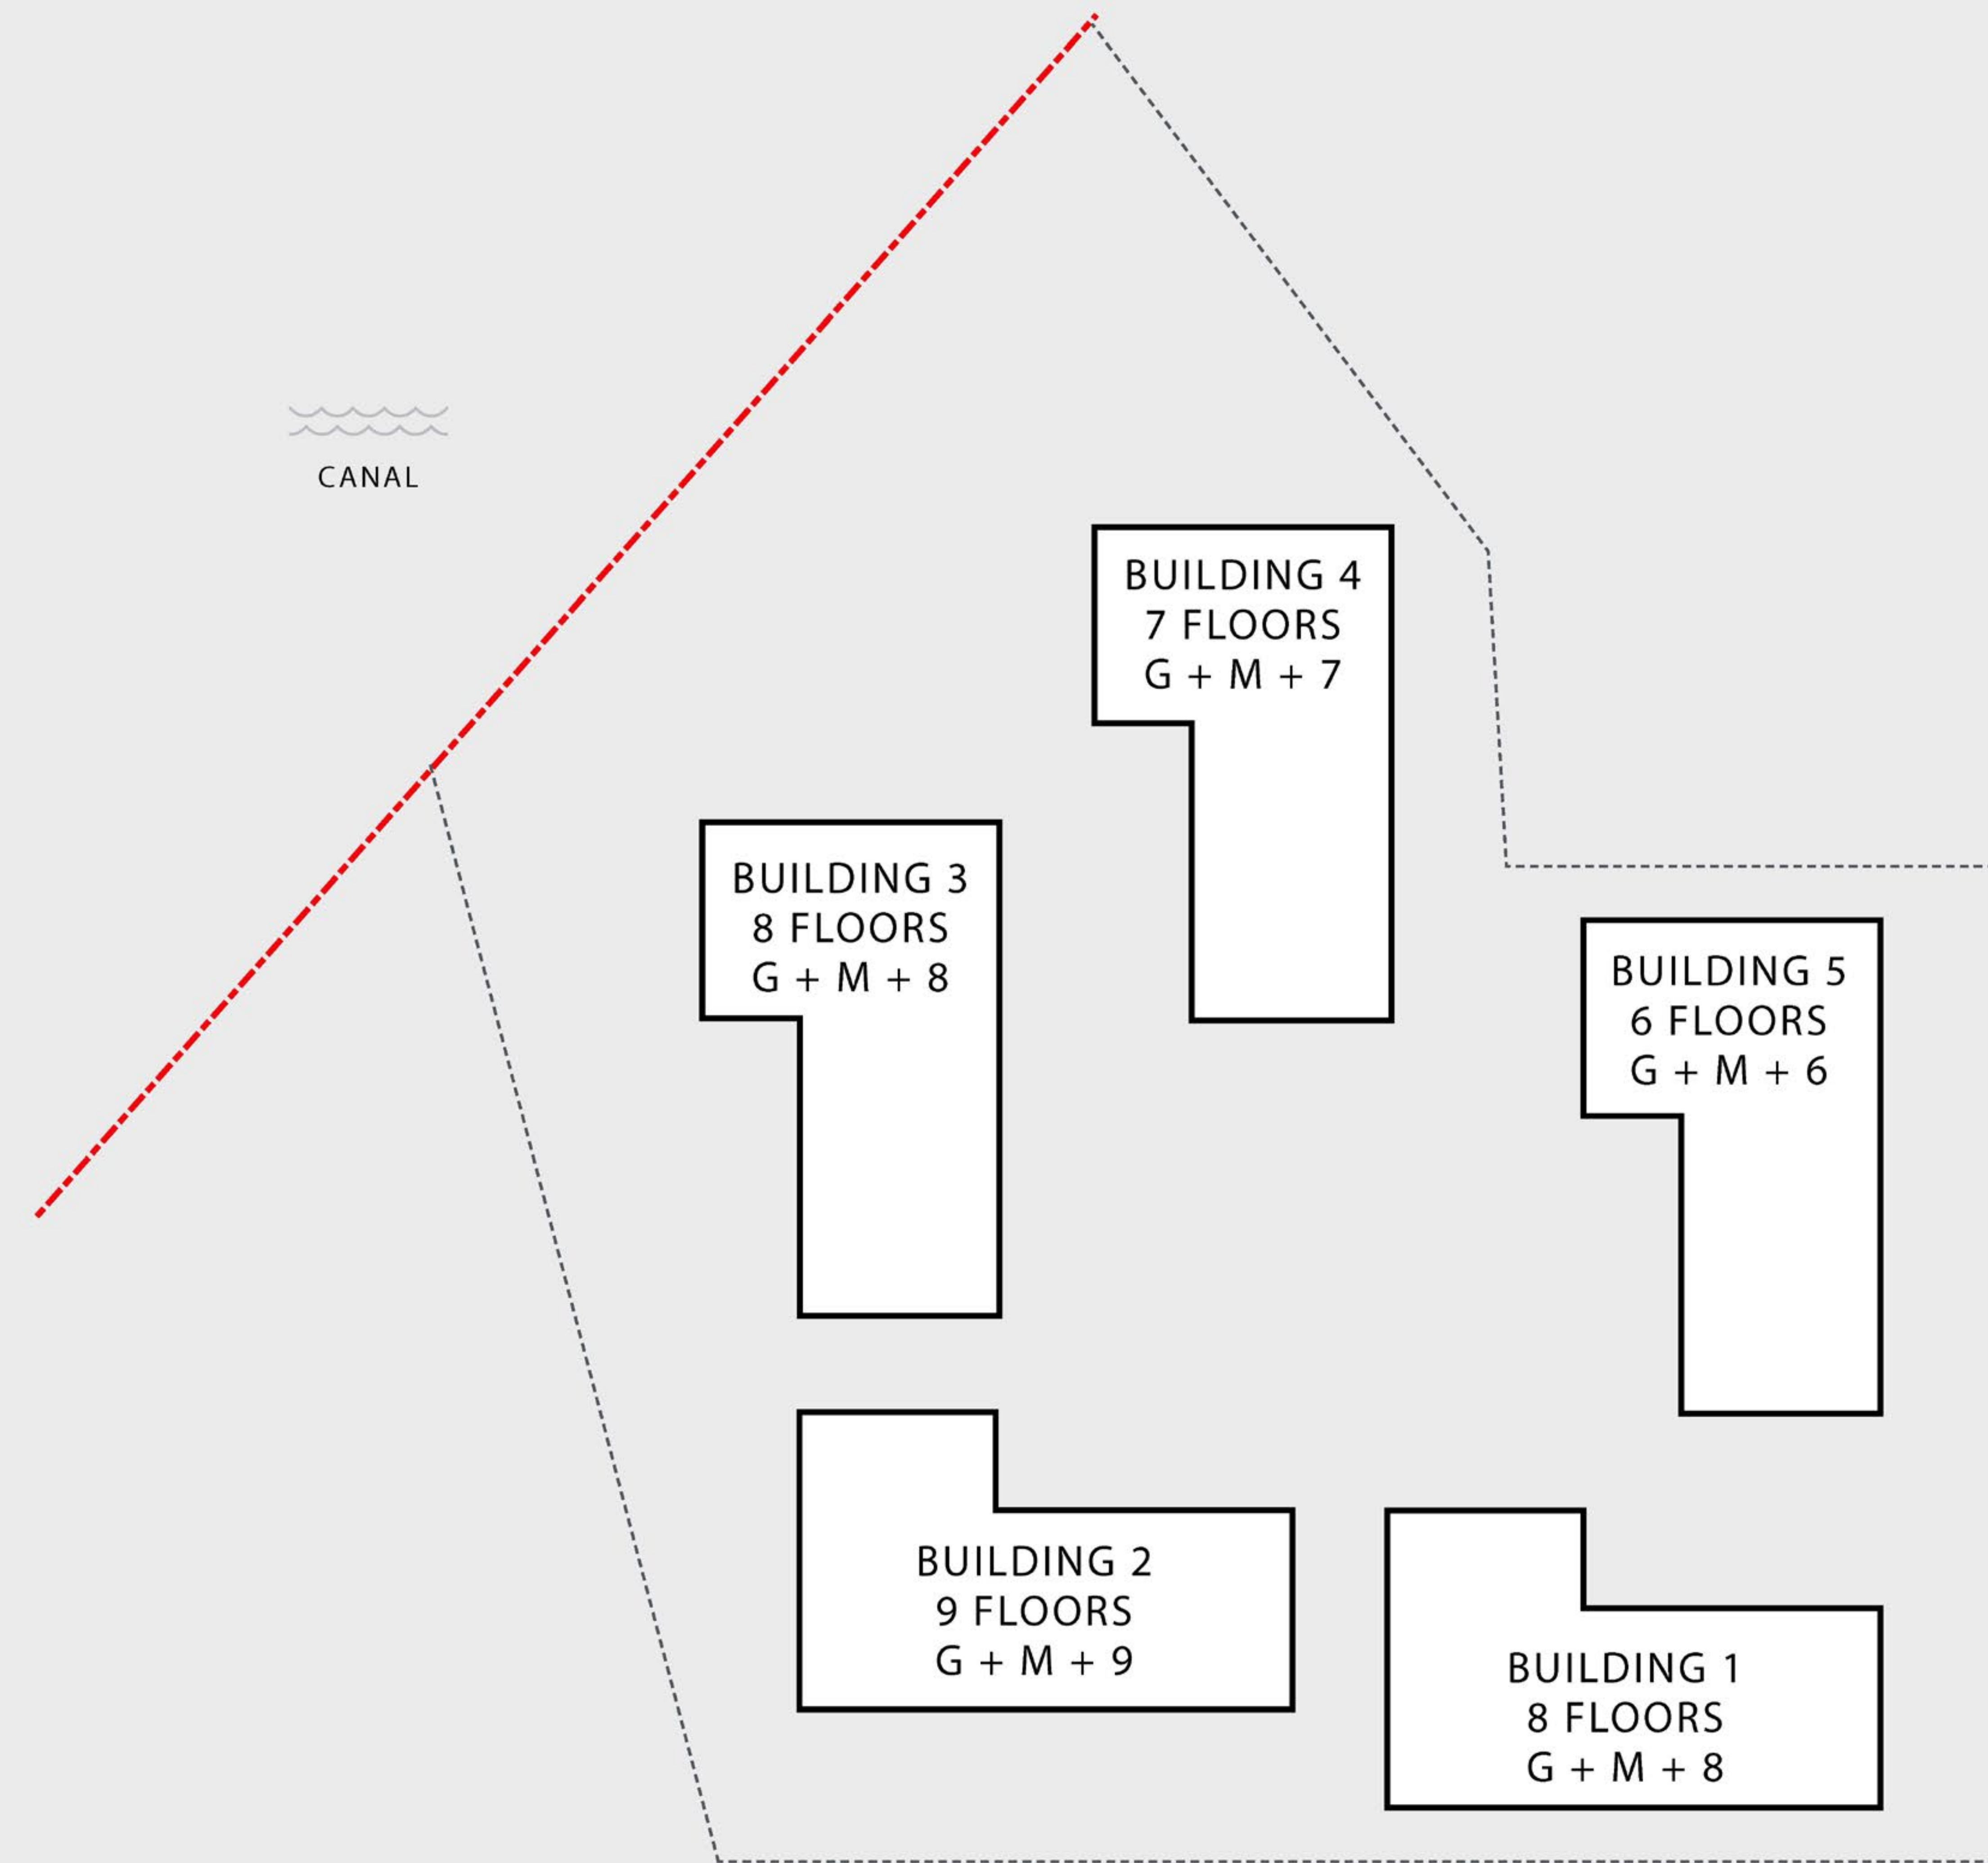 CANAL
BUILDING 4
7 FLOORS
G + M + 7
BUILDING 3
8 FLOORS
G + M + 8
BUILDING 5
6 FLOORS
G + M + 6
BUILDING 2
9 FLOORS
G + M + 9
BUILDING 1
8 FLOORS
G + M + 8